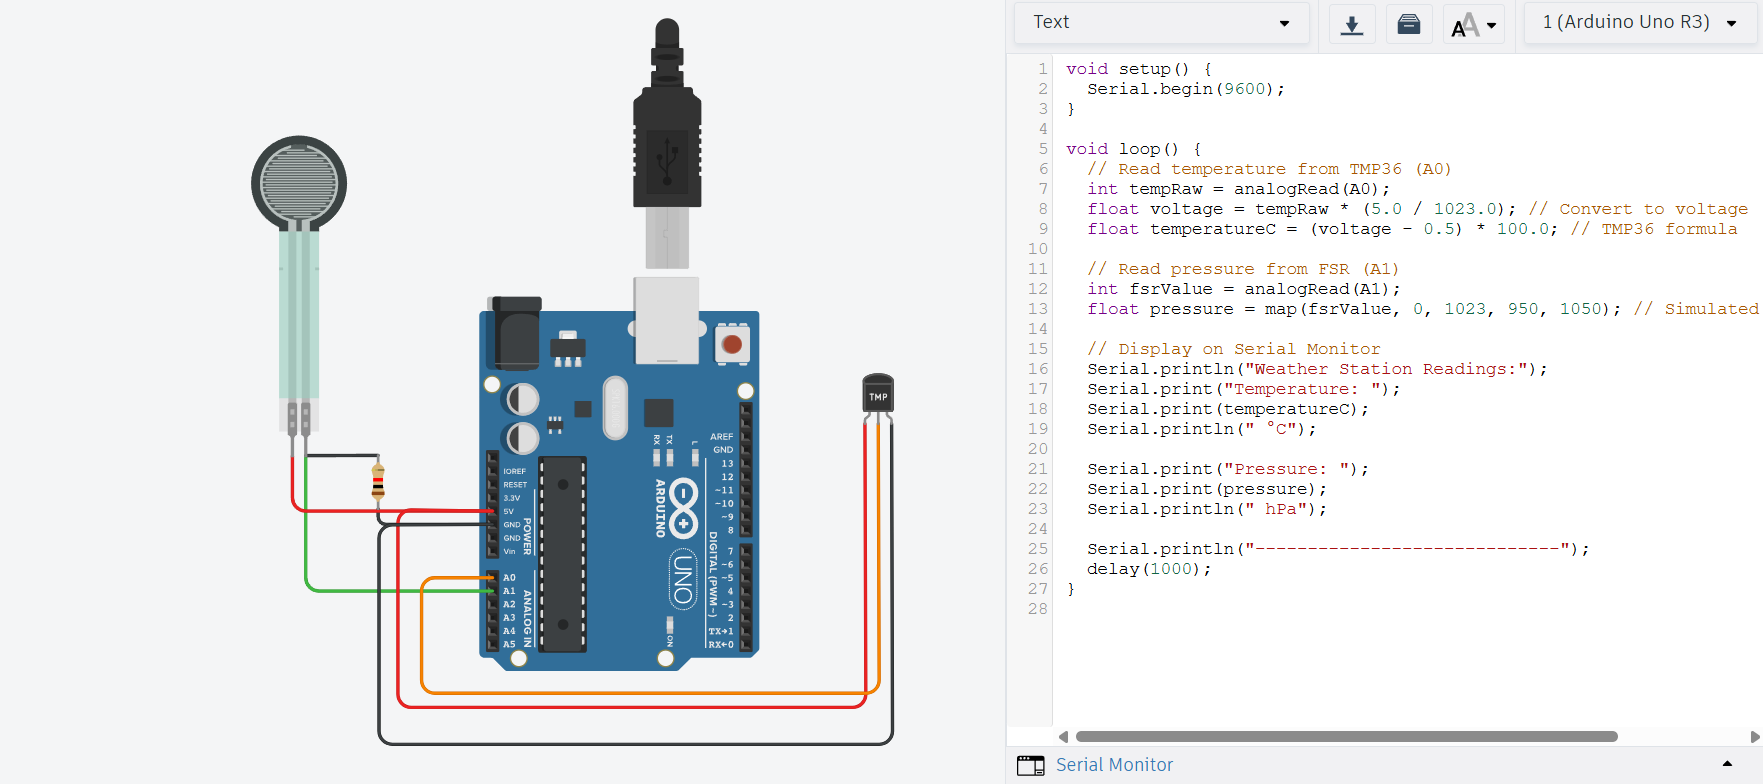 Text
1 (Arduino Uno R3)
1 void setup() {
2   Serial.begin(9600);
3 }
4
5 void loop() {
6   // Read temperature from TMP36 (A0)
7   int tempRaw = analogRead(A0);
8   float voltage = tempRaw * (5.0 / 1023.0); // Convert to voltage
9   float temperatureC = (voltage - 0.5) * 100.0; // TMP36 formula
10
11   // Read pressure from FSR (A1)
12   int fsrValue = analogRead(A1);
13   float pressure = map(fsrValue, 0, 1023, 950, 1050); // Simulated
14
15   // Display on Serial Monitor
16   Serial.println("Weather Station Readings:");
17   Serial.print("Temperature: ");
18   Serial.print(temperatureC);
19   Serial.println(" °C");
20
21   Serial.print("Pressure: ");
22   Serial.print(pressure);
23   Serial.println(" hPa");
24
25   Serial.println("-----------------------------");
26   delay(1000);
27 }
28
Serial Monitor
TMP
AREF
GND
13
12
~11
~10
~9
8
7
~6
~5
4
~3
2
TX→1
RX←0
IOREF
RESET
3.3V
5V
GND
GND
Vin
A0
A1
A2
A3
A4
A5
POWER
ANALOG IN
RX
TX
L
ARDUINO
UNO
DIGITAL (PWM~)
ON